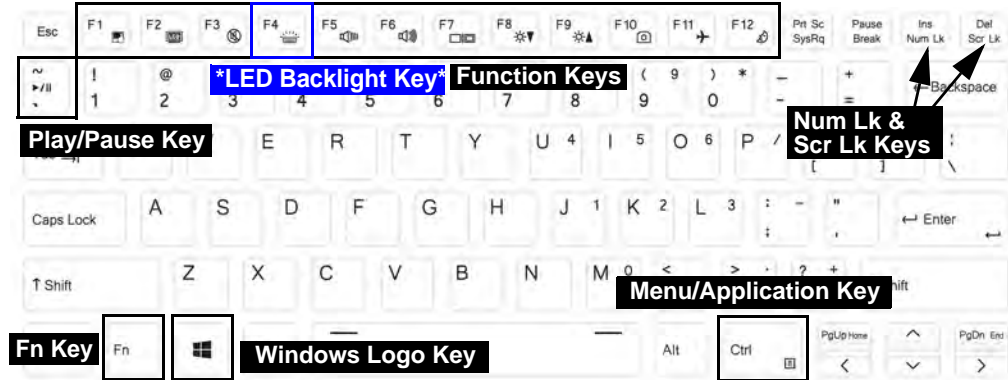 Esc F1 F2 F3 F4 F5 F6 F7 F8 F9 F10 F11 F12 Prt Sc SysRq Pause Break Ins Num Lk Del Scr Lk
*LED Backlight Key* Function Keys
~ ` ! 1 @ 2 3 4 5 6 7 8 ( 9 9 ) 0 * _ - + = Backspace
Play/Pause Key
Num Lk &
Scr Lk Keys
E R T Y U 4 I 5 O 6 P / [ ] \
Caps Lock A S D F G H J 1 K 2 L 3 : ; - " ' Enter
Shift Z X C V B N M 0 < > . ? +
Menu/Application Key
Fn Key Fn Windows Logo Key Alt Ctrl PgUp Home PgDn End